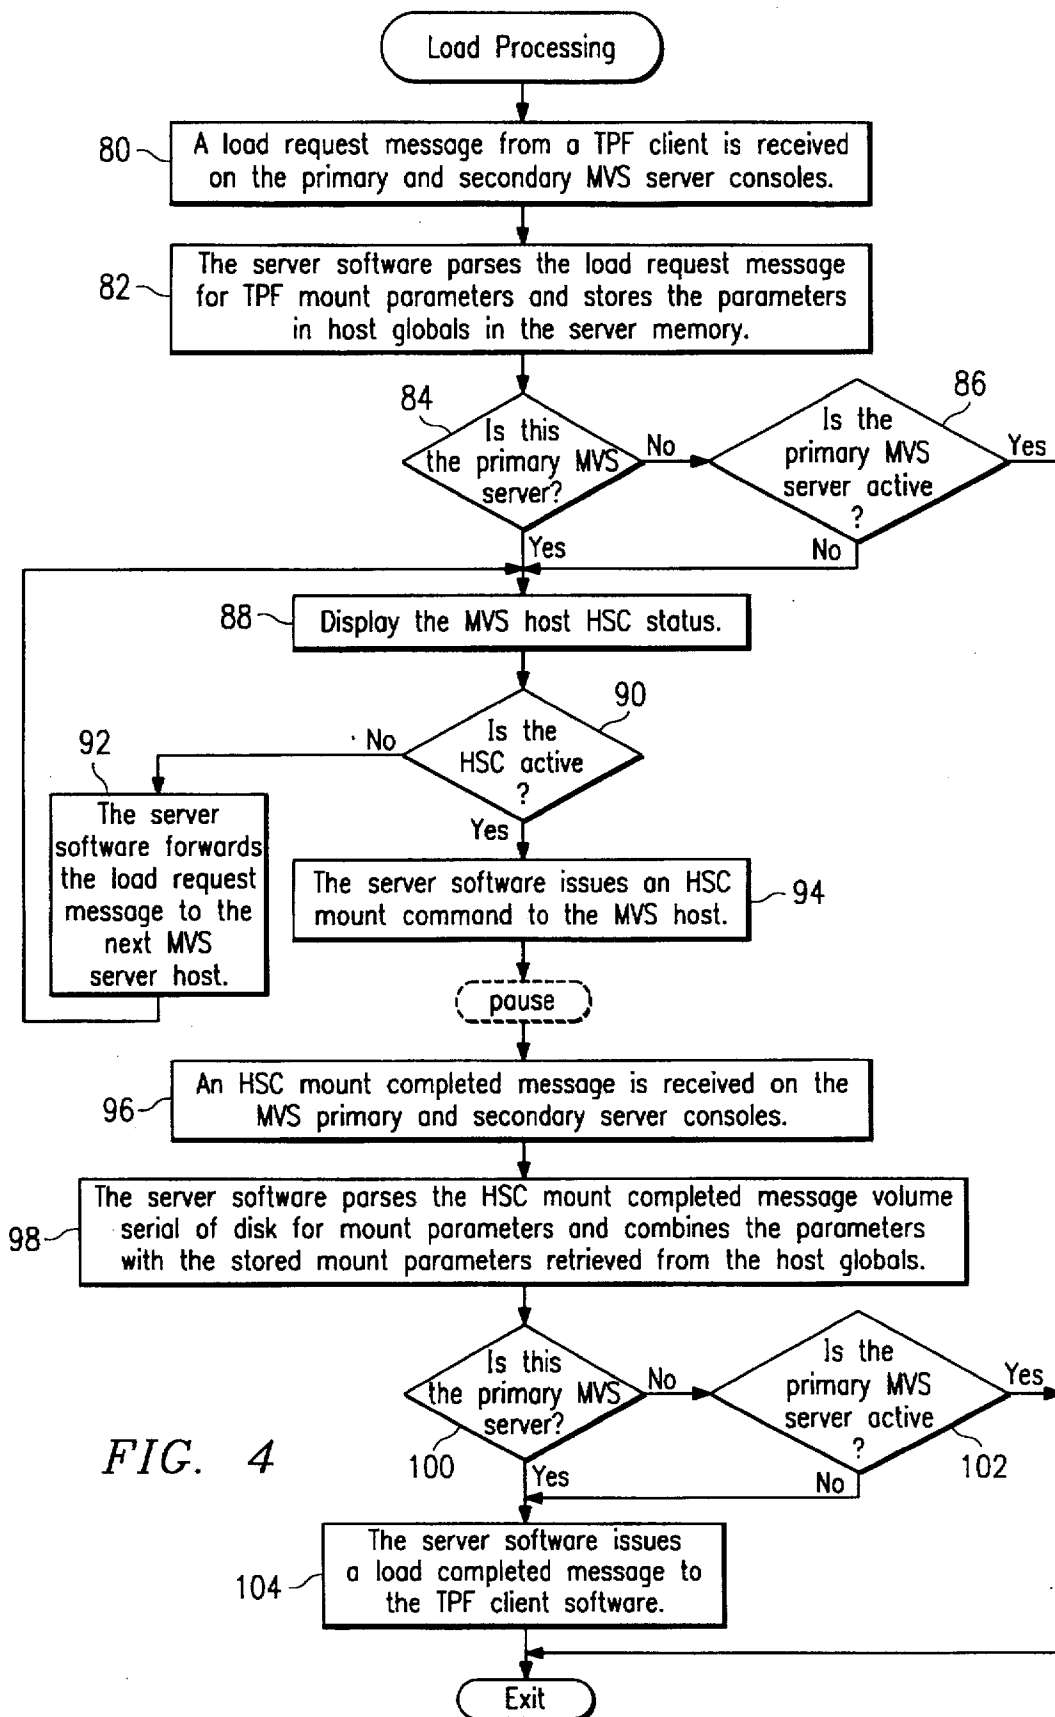 Load Processing
80
A load request message from a TPF client is received
on the primary and secondary MVS server consoles.
82
The server software parses the load request message
for TPF mount parameters and stores the parameters
in host globals in the server memory.
84
Is this
the primary MVS
server?
No
86
Is the
primary MVS
server active
?
Yes
Yes
No
88
Display the MVS host HSC status.
90
Is the
HSC active
?
No
Yes
92
The server
software forwards
the load request
message to the
next MVS
server host.
The server software issues an HSC
mount command to the MVS host.
94
pause
96
An HSC mount completed message is received on the
MVS primary and secondary server consoles.
98
The server software parses the HSC mount completed message volume
serial of disk for mount parameters and combines the parameters
with the stored mount parameters retrieved from the host globals.
Is this
the primary MVS
server?
100
No
Is the
primary MVS
server active
?
102
Yes
Yes
No
FIG. 4
104
The server software issues
a load completed message to
the TPF client software.
Exit